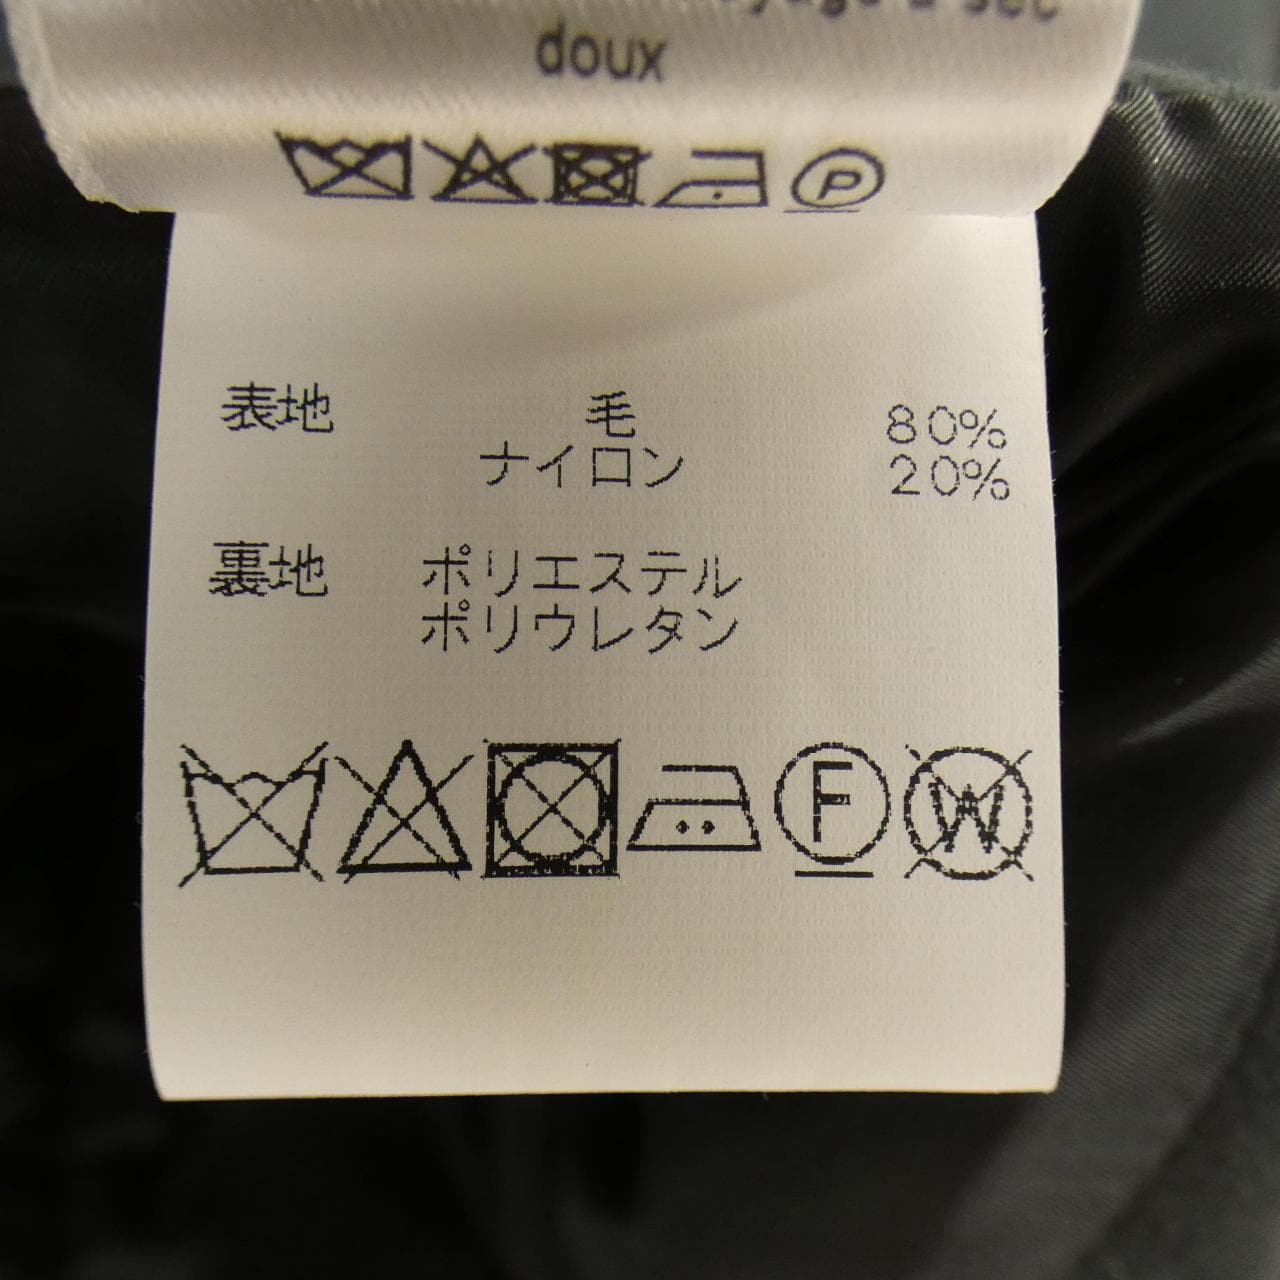 sec
doux
P
表地 毛 80%
ナイロン 20%
裏地 ポリエステル
ポリウレタン
F W